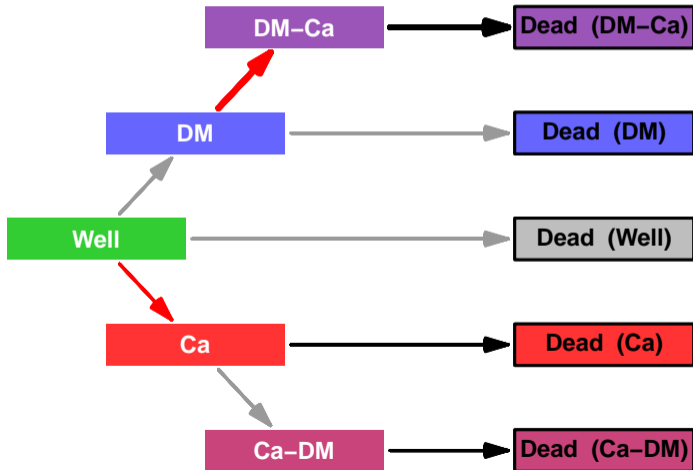 DM−Ca
Dead (DM−Ca)
DM
Dead (DM)
Well
Dead (Well)
Ca
Dead (Ca)
Ca−DM
Dead (Ca−DM)